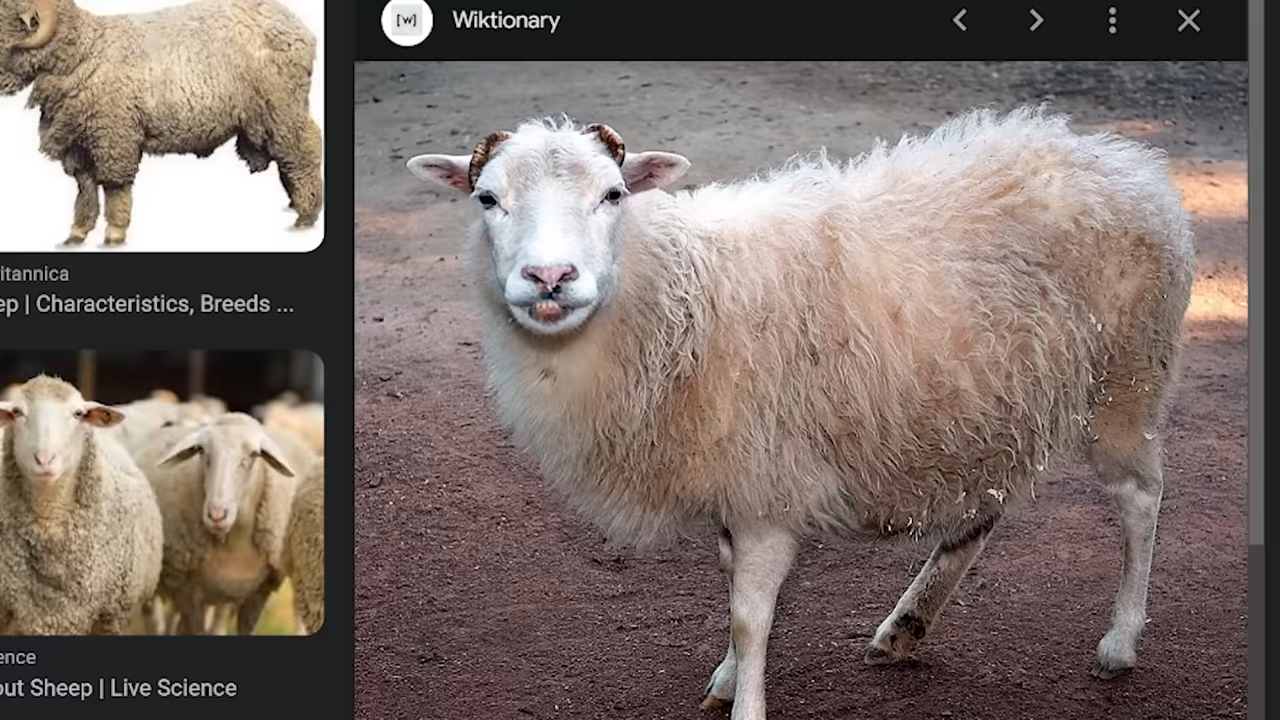 [w] Wiktionary
itannica
ep | Characteristics, Breeds ...
ence
out Sheep | Live Science